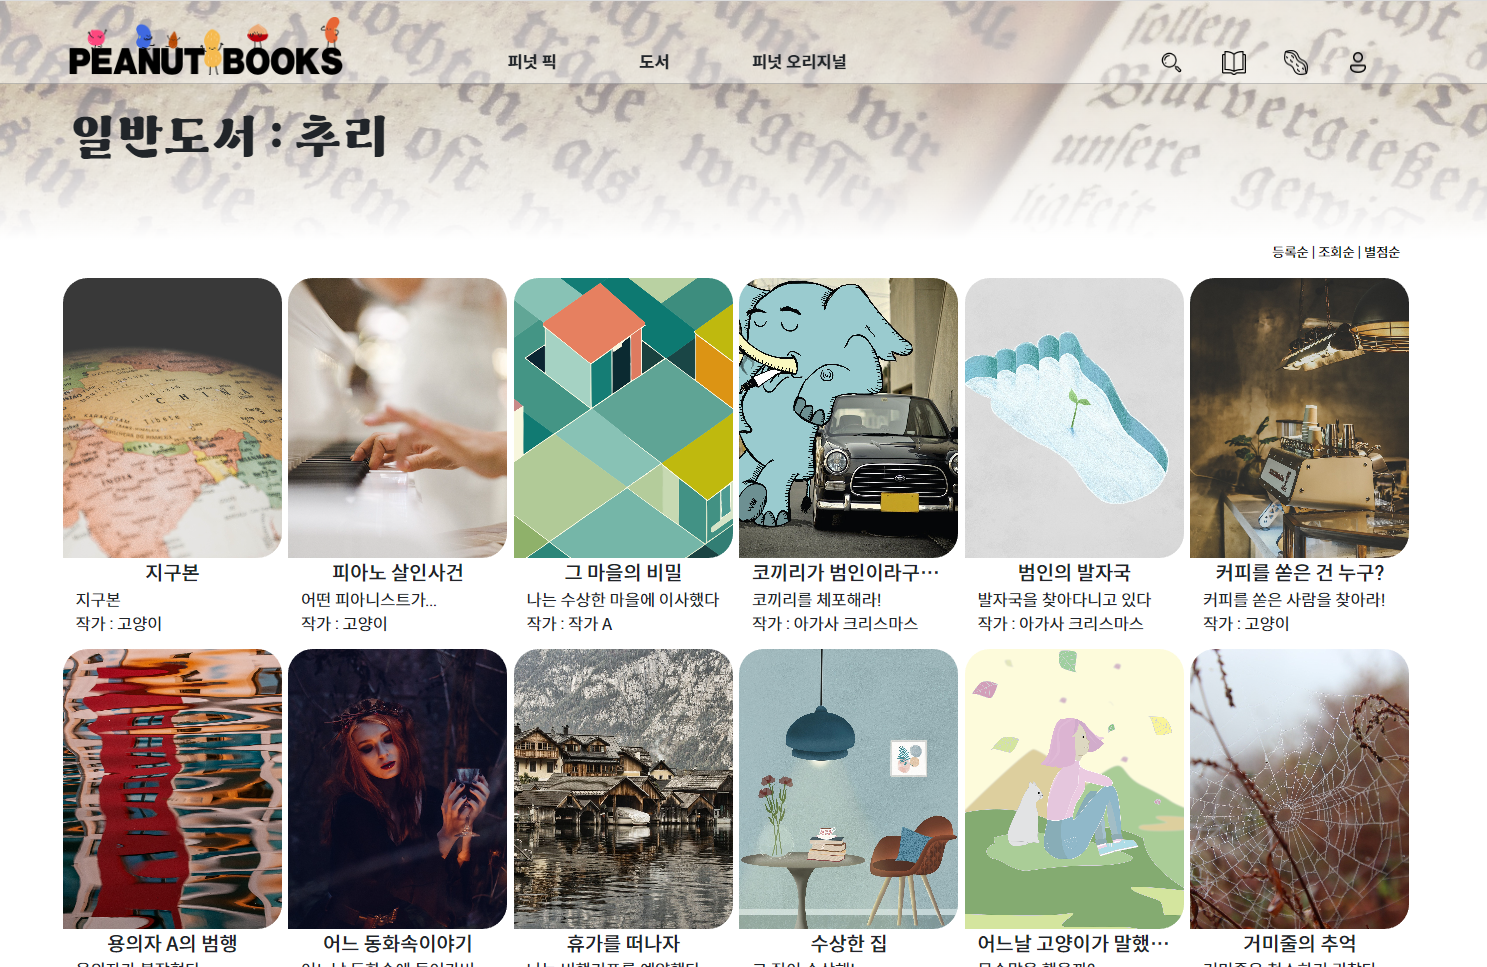 PEANUT BOOKS
피넛 픽
도서
피넛 오리지널
일반도서 : 추리
등록순 | 조회순 | 별점순
지구본
지구본
작가 : 고양이
피아노 살인사건
어떤 피아니스트가...
작가 : 고양이
그 마을의 비밀
나는 수상한 마을에 이사했다
작가 : 작가 A
코끼리가 범인이라구…
코끼리를 체포해라!
작가 : 아가사 크리스마스
범인의 발자국
발자국을 찾아다니고 있다
작가 : 아가사 크리스마스
커피를 쏟은 건 누구?
커피를 쏟은 사람을 찾아라!
작가 : 고양이
용의자 A의 범행
어느 동화속이야기
휴가를 떠나자
수상한 집
어느날 고양이가 말했…
거미줄의 추억